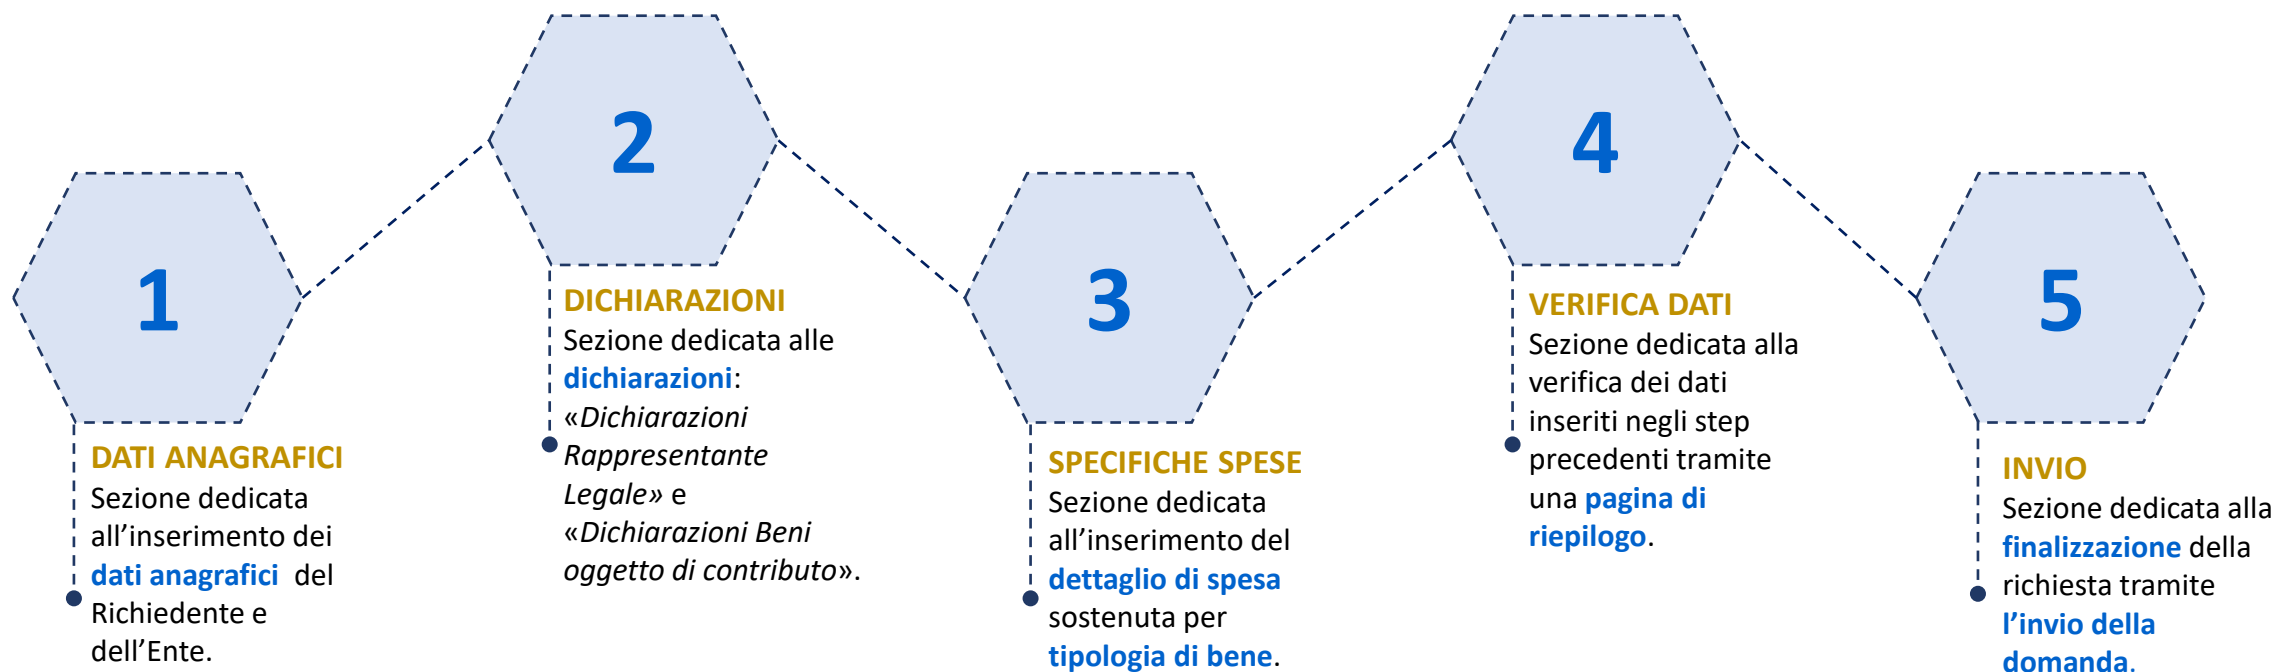 1
DATI ANAGRAFICI
Sezione dedicata
all’inserimento dei
dati anagrafici del
Richiedente e
dell’Ente.
2
DICHIARAZIONI
Sezione dedicata alle
dichiarazioni:
«Dichiarazioni
Rappresentante
Legale» e
«Dichiarazioni Beni
oggetto di contributo».
3
SPECIFICHE SPESE
Sezione dedicata
all’inserimento del
dettaglio di spesa
sostenuta per
tipologia di bene.
4
VERIFICA DATI
Sezione dedicata alla
verifica dei dati
inseriti negli step
precedenti tramite
una pagina di
riepilogo.
5
INVIO
Sezione dedicata alla
finalizzazione della
richiesta tramite
l’invio della
domanda.